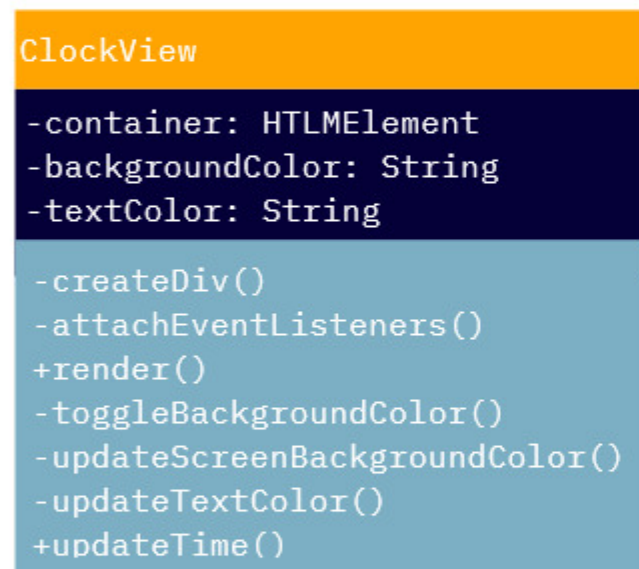 ClockView
-container: HTLMElement
-backgroundColor: String
-textColor: String
-createDiv()
-attachEventListeners()
+render()
-toggleBackgroundColor()
-updateScreenBackgroundColor()
-updateTextColor()
+updateTime()